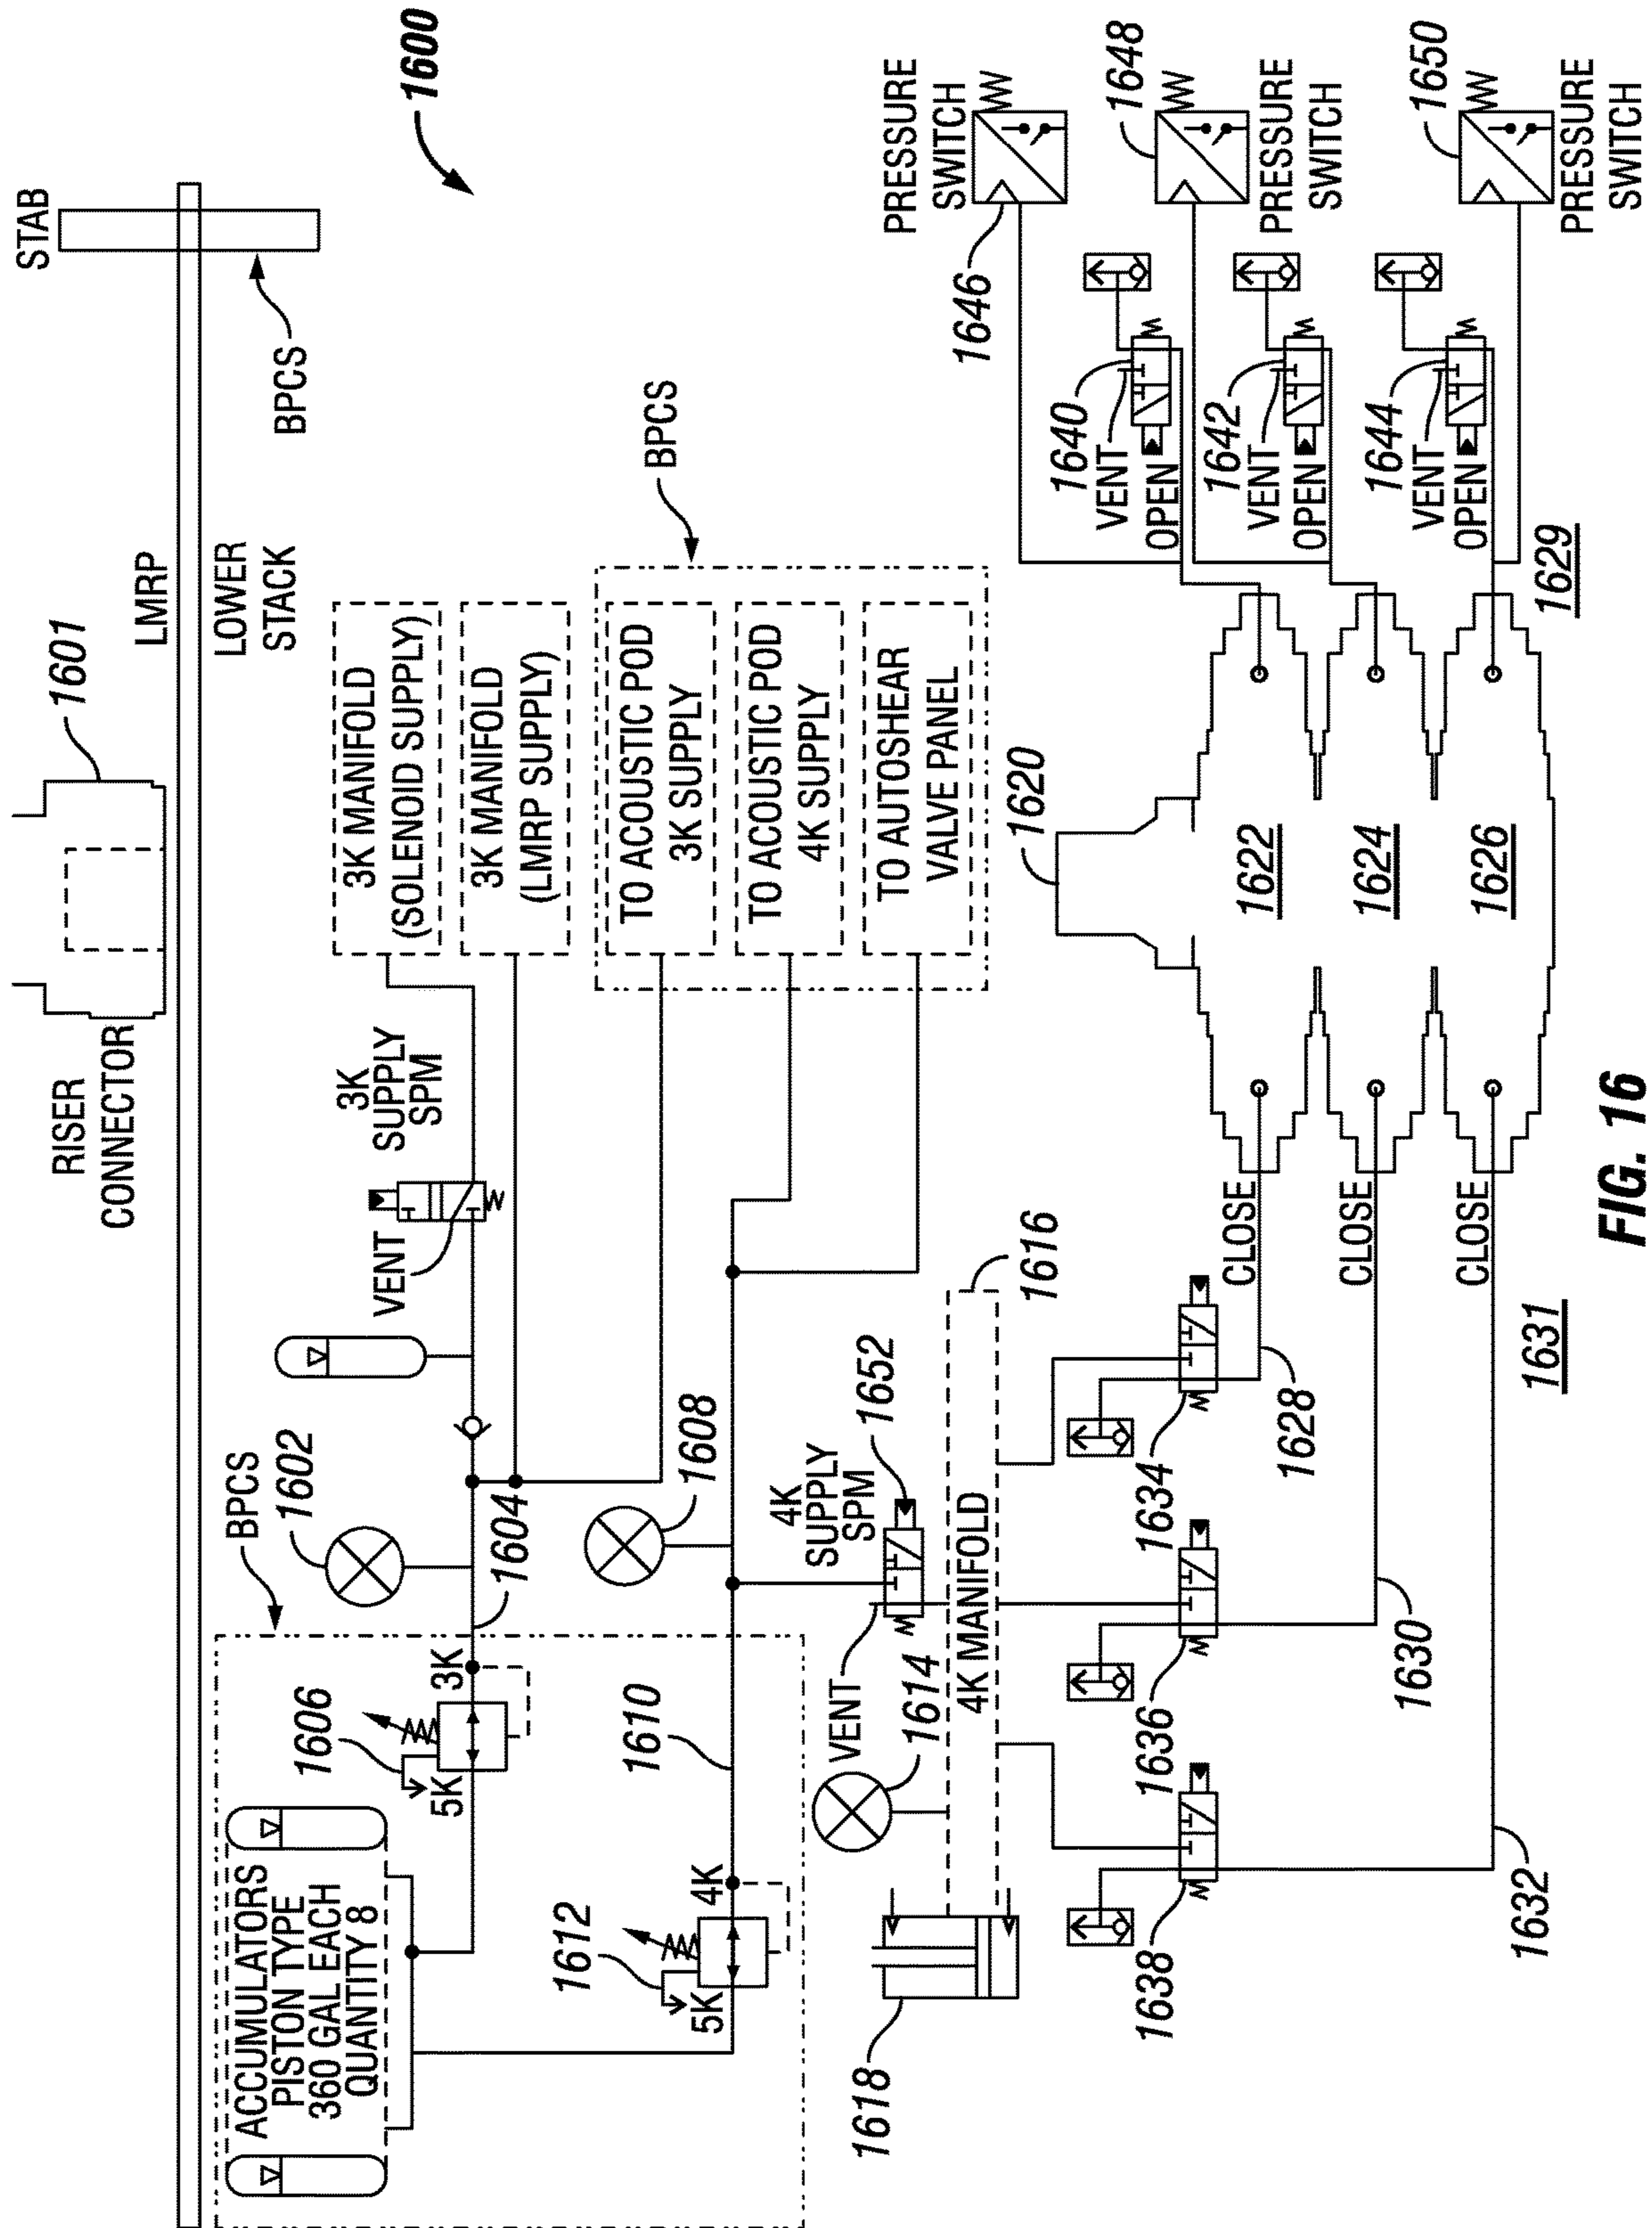 RISER
CONNECTOR
1601
LMRP
LOWER
STACK
STAB
BPCS
1600
BPCS
ACCUMULATORS
PISTON TYPE
360 GAL EACH
QUANTITY 8
1606
5K
3K
1602
1604
VENT
3K
SUPPLY
SPM
3K MANIFOLD
(SOLENOID SUPPLY)
3K MANIFOLD
(LMRP SUPPLY)
BPCS
TO ACOUSTIC POD
3K SUPPLY
TO ACOUSTIC POD
4K SUPPLY
TO AUTOSHEAR
VALVE PANEL
1612
5K
4K
1610
1608
4K
SUPPLY
SPM
1652
VENT
1614
1618
4K MANIFOLD
1616
1638
1636
1634
1632
1630
1628
CLOSE
CLOSE
CLOSE
1631
1620
1622
1624
1626
1629
1640
VENT
OPEN
1642
VENT
OPEN
1644
VENT
OPEN
1646
PRESSURE
SWITCH
1648
PRESSURE
SWITCH
1650
PRESSURE
SWITCH
FIG. 16